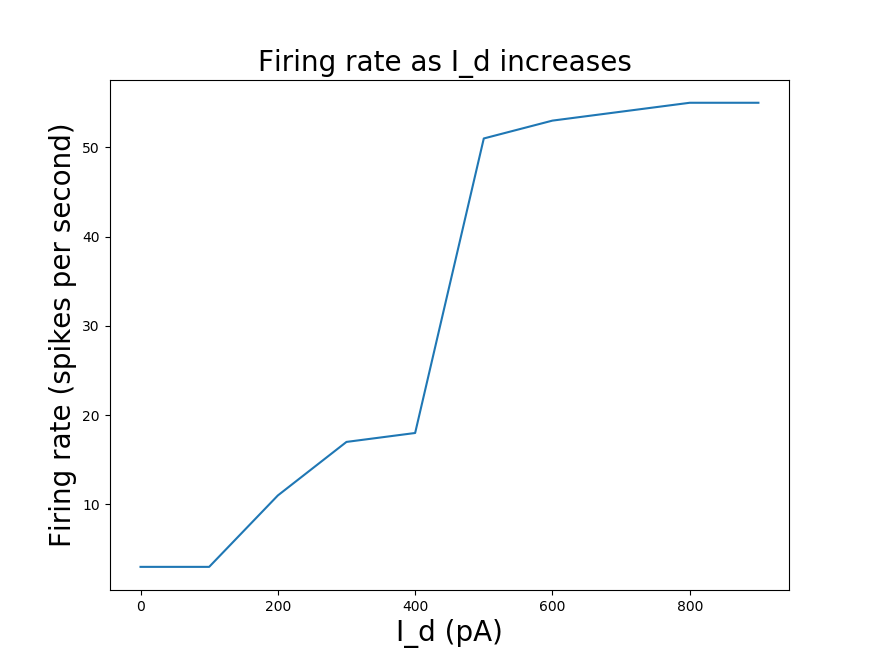 Firing rate as I_d increases
Firing rate (spikes per second)
50
40
30
20
10
0 200 400 600 800
I_d (pA)